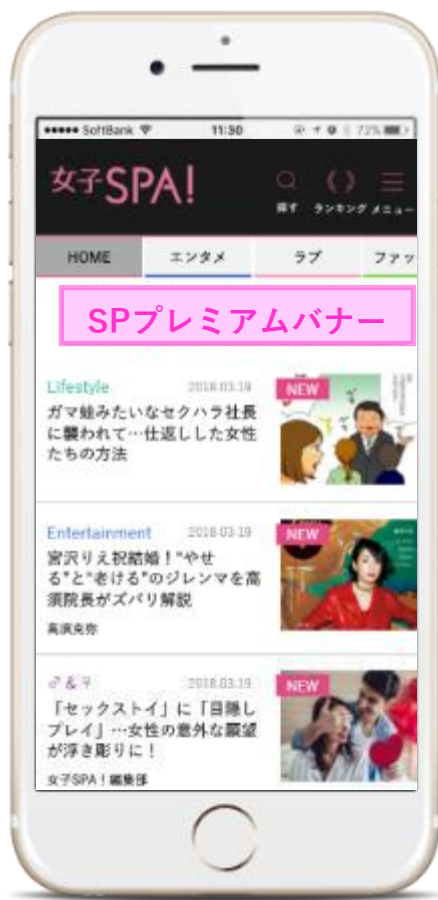 ●●●●● SoftBank 11:30 72%
女子SPA!
探す ランキング メニュー
HOME エンタメ ラブ ファッ
SPプレミアムバナー
Lifestyle 2018.03.19
NEW
ガマ蛙みたいなセクハラ社長
に襲われて…仕返しした女性
たちの方法
Entertainment 2018.03.19
NEW
宮沢りえ祝結婚！"やせ
る"と"老ける"のジレンマを高
須院長がズバリ解説
高須克弥
♂&♀ 2018.03.19
NEW
「セックストイ」に「目隠し
プレイ」…女性の意外な願望
が浮き彫りに！
女子SPA！編集部